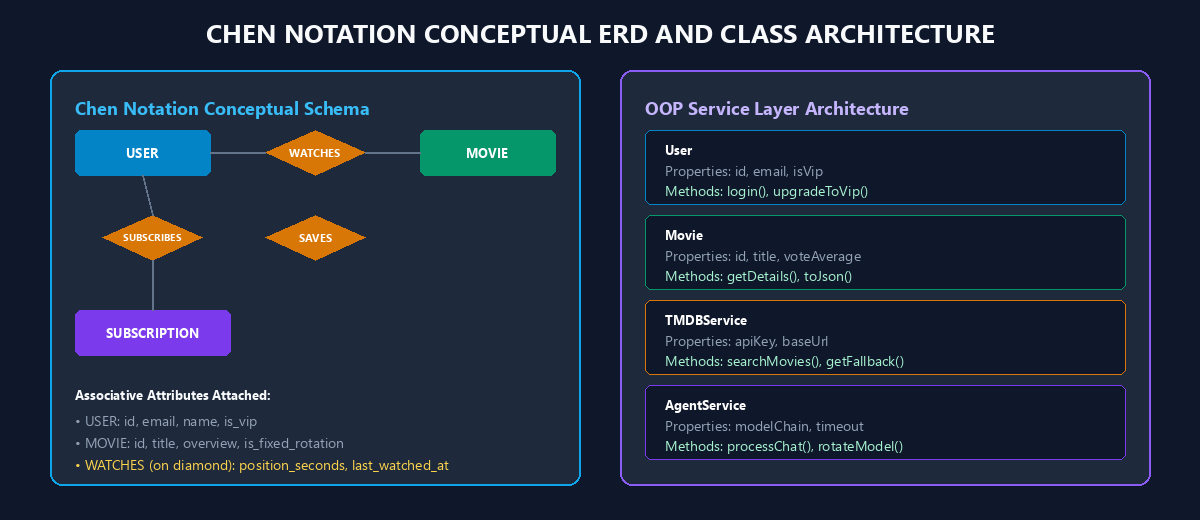 CHEN NOTATION CONCEPTUAL ERD AND CLASS ARCHITECTURE
Chen Notation Conceptual Schema
USER
WATCHES
MOVIE
SUBSCRIBES
SAVES
SUBSCRIPTION
Associative Attributes Attached:
• USER: id, email, name, is_vip
• MOVIE: id, title, overview, is_fixed_rotation
• WATCHES (on diamond): position_seconds, last_watched_at
OOP Service Layer Architecture
User
Properties: id, email, isVip
Methods: login(), upgradeToVip()
Movie
Properties: id, title, voteAverage
Methods: getDetails(), toJson()
TMDBService
Properties: apiKey, baseUrl
Methods: searchMovies(), getFallback()
AgentService
Properties: modelChain, timeout
Methods: processChat(), rotateModel()